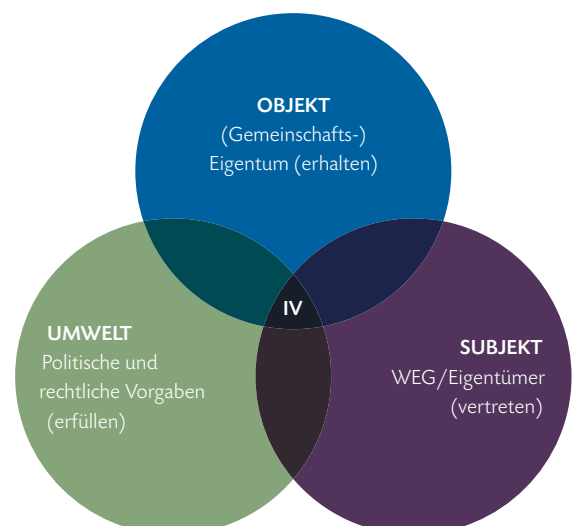 OBJEKT
(Gemeinschafts-)
Eigentum (erhalten)
IV
UMWELT
Politische und
rechtliche Vorgaben
(erfüllen)
SUBJEKT
WEG/Eigentümer
(vertreten)